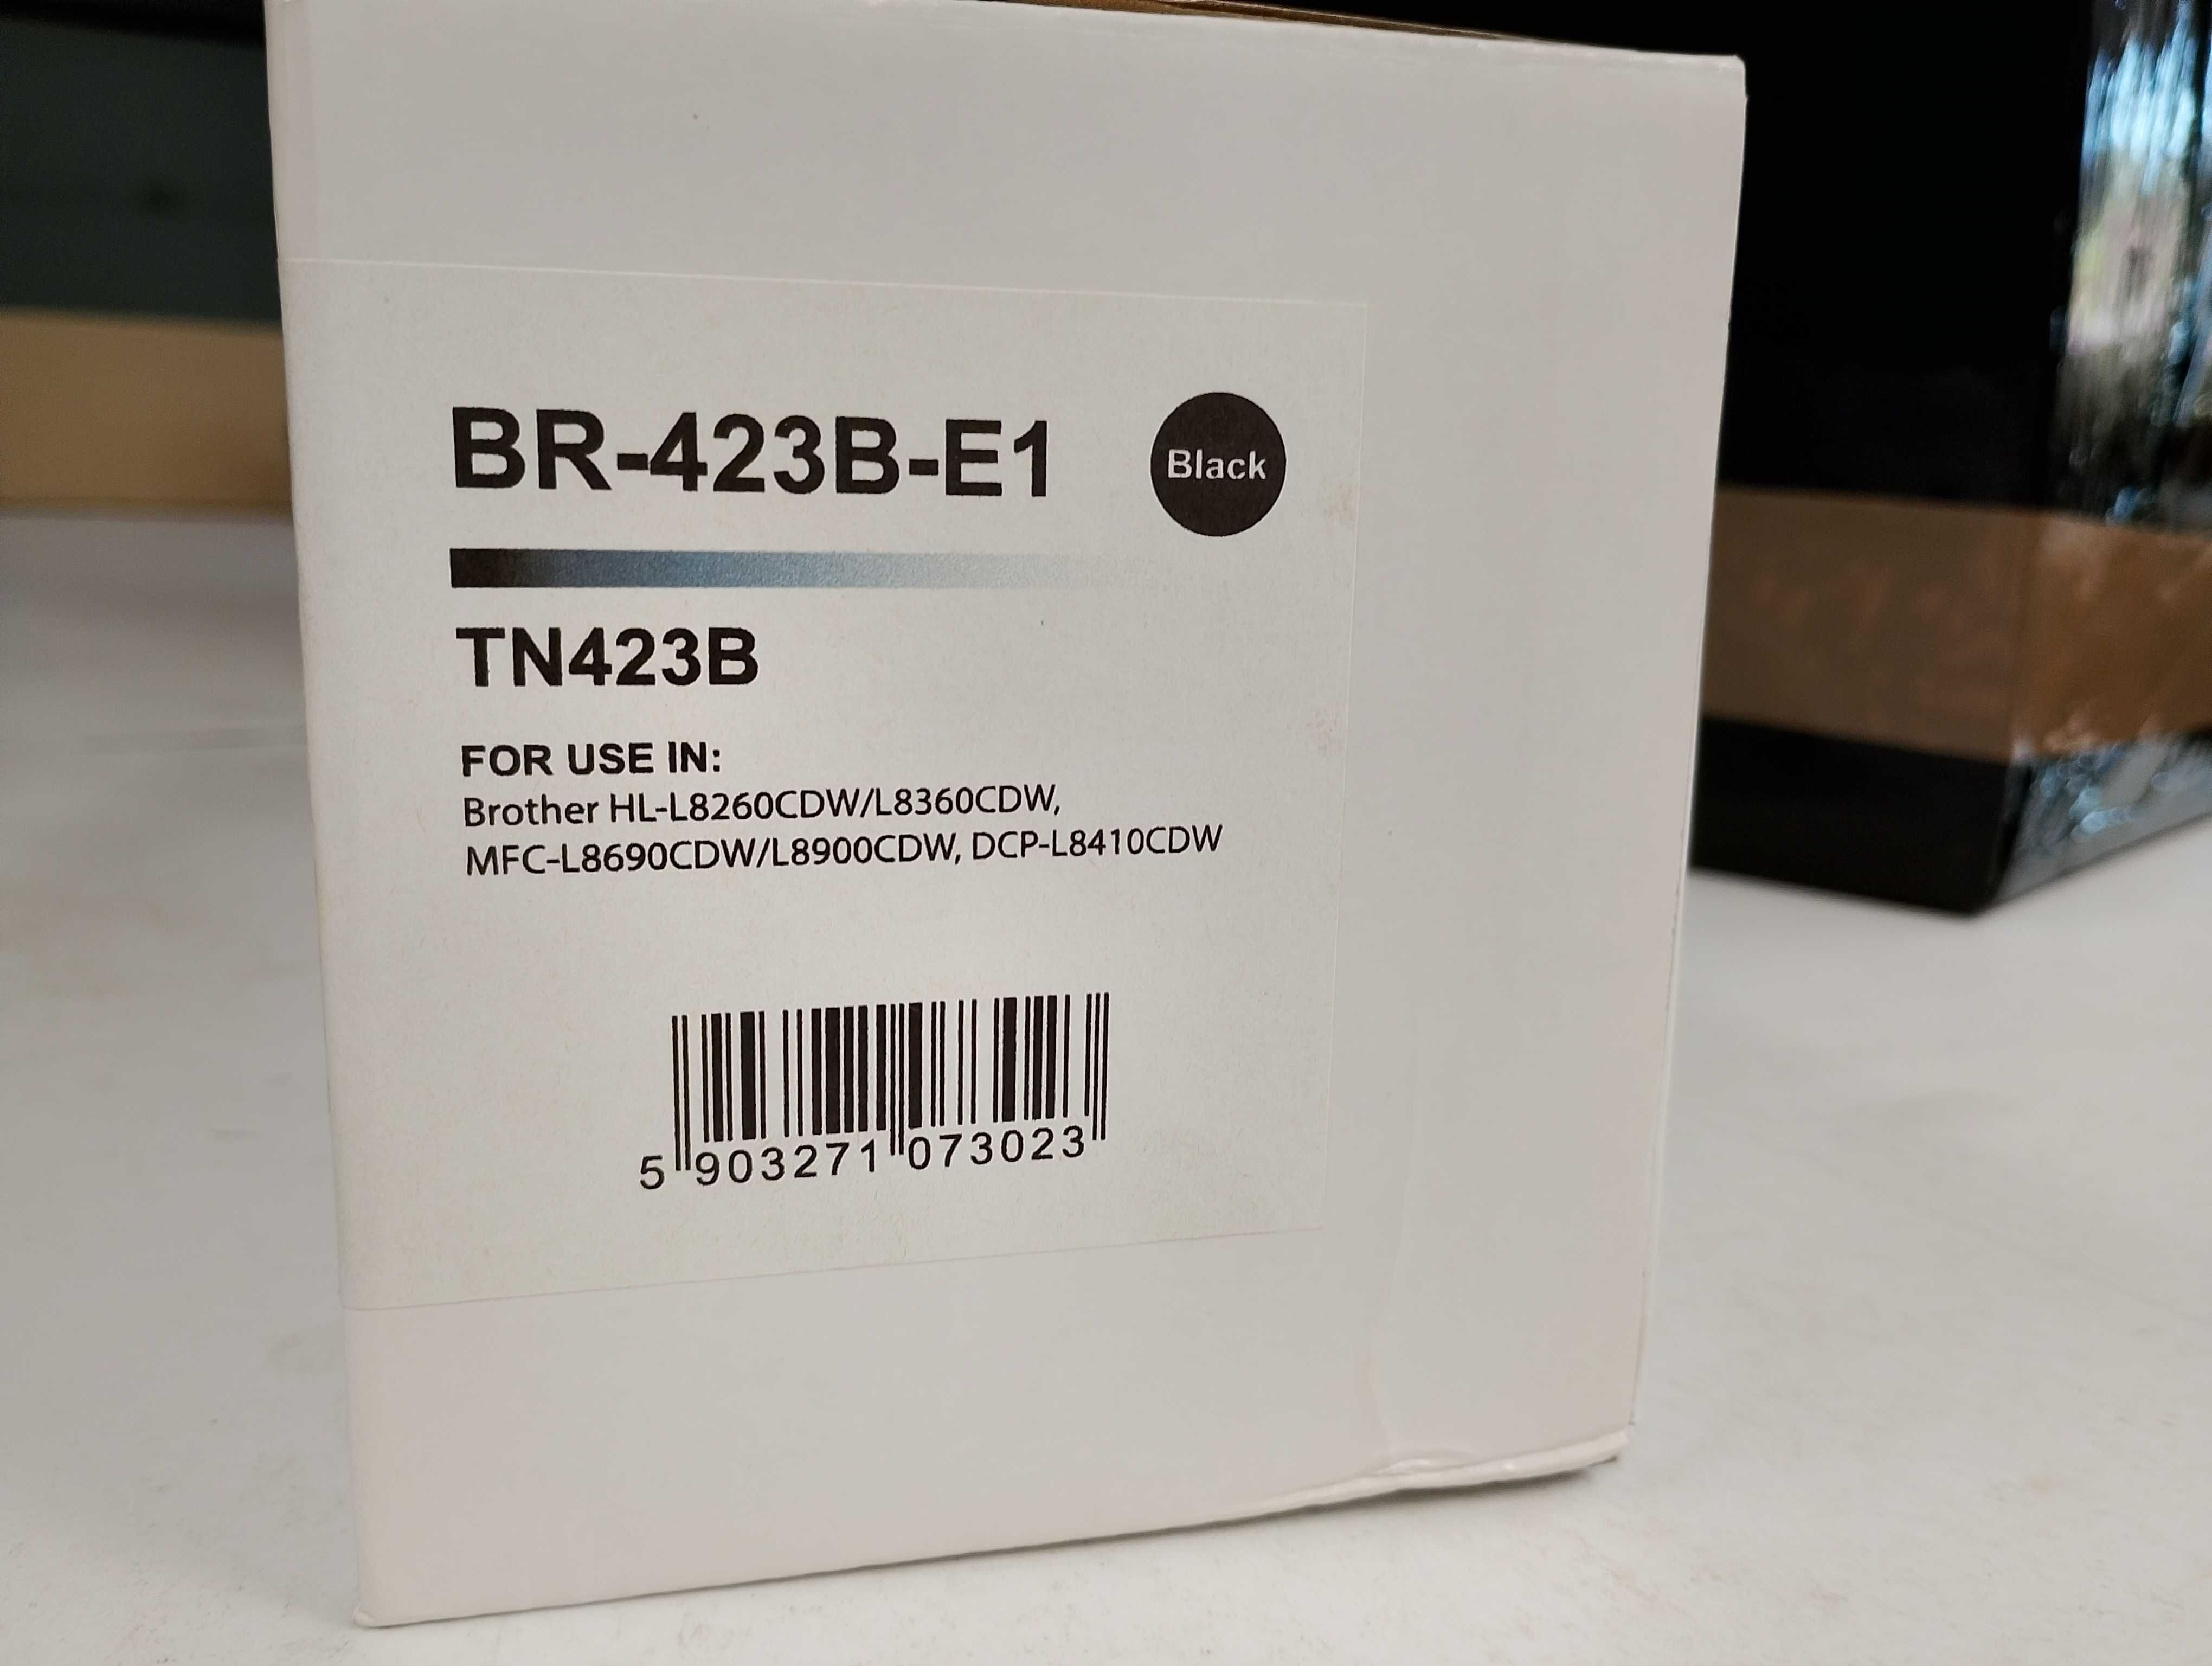 BR-423B-E1
Black
TN423B
FOR USE IN:
Brother HL-L8260CDW/L8360CDW,
MFC-L8690CDW/L8900CDW, DCP-L8410CDW
5 903271 073023